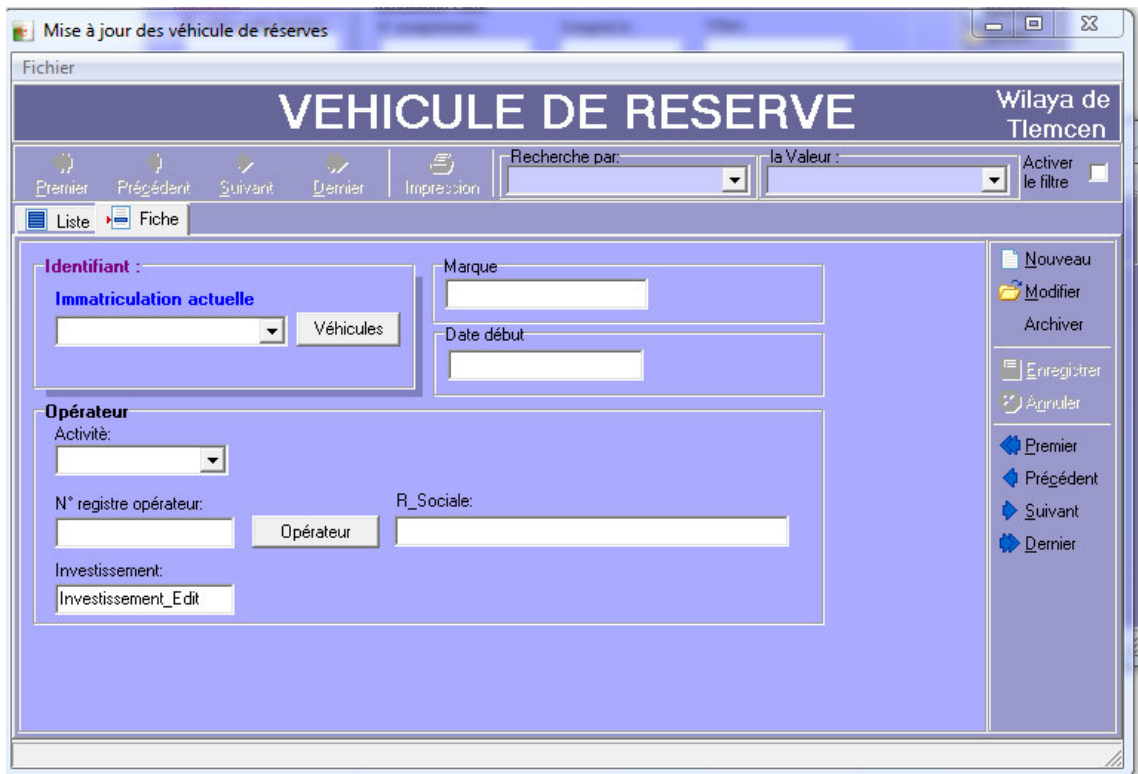 Mise à jour des véhicule de réserves
Fichier
VEHICULE DE RESERVE
Wilaya de
Tlemcen
Premier
Précédent
Suivant
Dernier
Impression
Recherche par:
la Valeur :
Activer
le filtre
Liste
Fiche
Identifiant :
Immatriculation actuelle
Véhicules
Marque
Date début
Opérateur
Activitè:
N° registre opérateur:
Opérateur
R_Sociale:
Investissement:
Investissement_Edit
Nouveau
Modifier
Archiver
Enregistrer
Annuler
Premier
Précédent
Suivant
Dernier